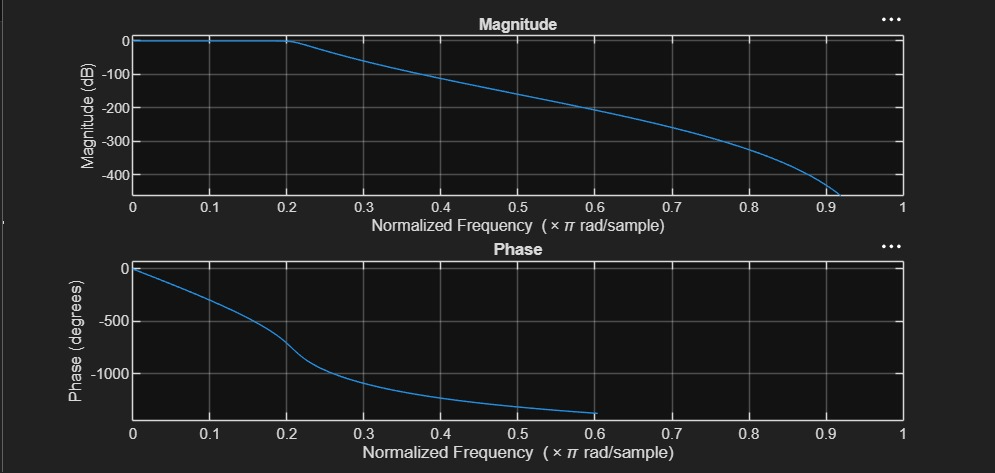 Magnitude
0
-100
-200
-300
-400
Magnitude (dB)
0 0.1 0.2 0.3 0.4 0.5 0.6 0.7 0.8 0.9 1
Normalized Frequency (× π rad/sample)
Phase
0
-500
-1000
Phase (degrees)
0 0.1 0.2 0.3 0.4 0.5 0.6 0.7 0.8 0.9 1
Normalized Frequency (× π rad/sample)